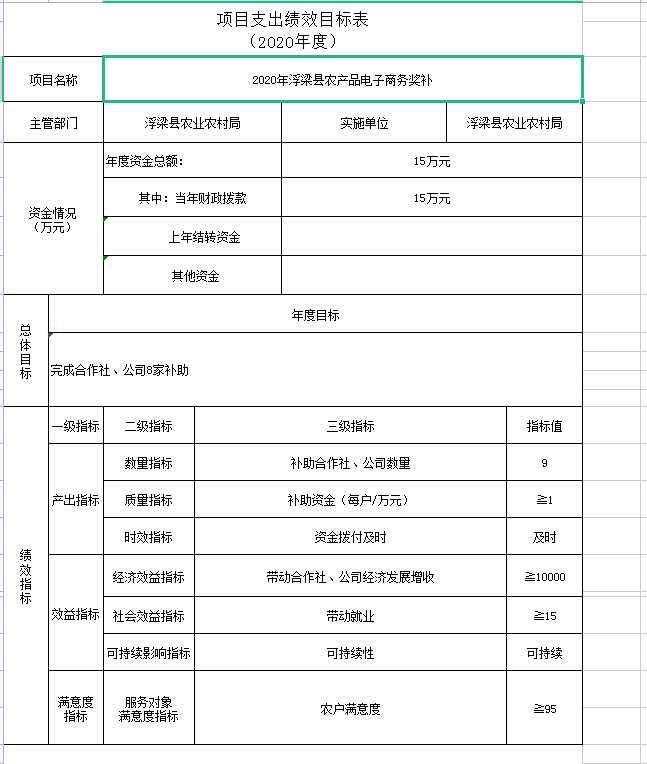 项目支出绩效目标表
（2020年度）
项目名称 2020年浮梁县农产品电子商务奖补
主管部门 浮梁县农业农村局 实施单位 浮梁县农业农村局
资金情况
（万元）
年度资金总额： 15万元
其中：当年财政拨款 15万元
上年结转资金
其他资金
总体目标
年度目标
完成合作社、公司8家补助
绩效指标
一级指标 二级指标 三级指标 指标值
产出指标
数量指标 补助合作社、公司数量 9
质量指标 补助资金（每户/万元） ≧1
时效指标 资金拨付及时 及时
效益指标
经济效益指标 带动合作社、公司经济发展增收 ≧10000
社会效益指标 带动就业 ≧15
可持续影响指标 可持续性 可持续
满意度
指标
服务对象
满意度指标
农户满意度 ≧95